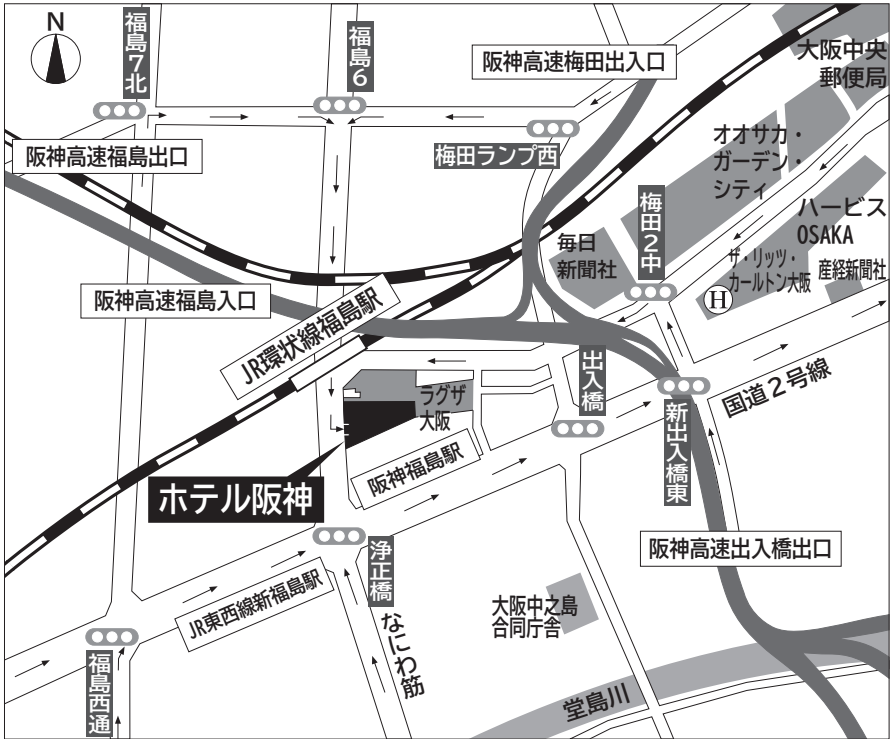 N
福島7北
福島6
阪神高速梅田出入口
大阪中央
郵便局
阪神高速福島出口
梅田ランプ西
オオサカ・
ガーデン・
シティ
梅田2中
ハービス
OSAKA
毎日
新聞社
ザ・リッツ・
カールトン大阪
産経新聞社
H
阪神高速福島入口
JR環状線福島駅
出入橋
国道2号線
ラグザ
大阪
新出入橋東
阪神福島駅
ホテル阪神
阪神高速出入橋出口
浄正橋
JR東西線新福島駅
大阪中之島
合同庁舎
なにわ筋
福島西通
堂島川